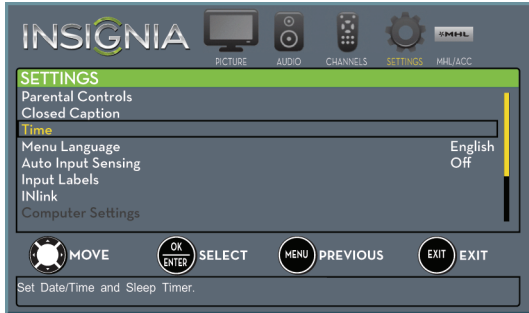 INSIGNIA
PICTURE AUDIO CHANNELS SETTINGS MHL MHL/ACC
SETTINGS
Parental Controls
Closed Caption
Time
Menu Language English
Auto Input Sensing Off
Input Labels
INlink
Computer Settings
MOVE OK ENTER SELECT MENU PREVIOUS EXIT EXIT
Set Date/Time and Sleep Timer.